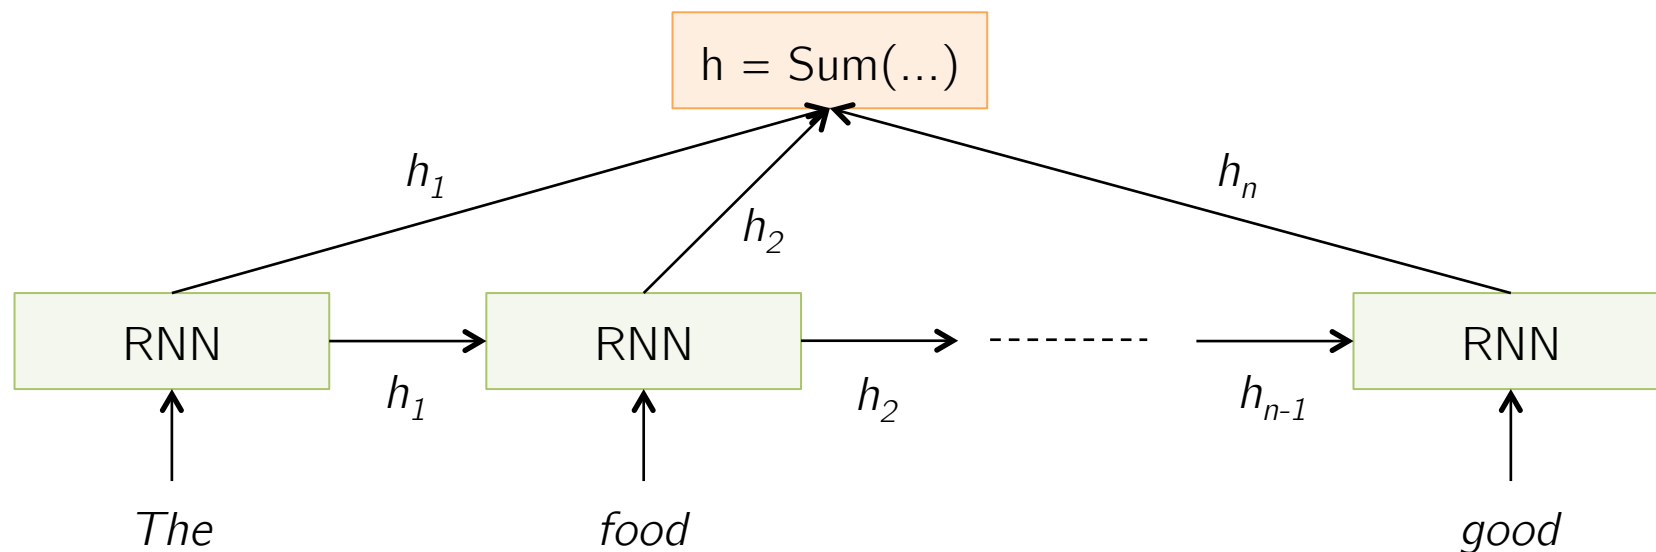 h = Sum(...)
h₁
hₙ
h₂
RNN
RNN
RNN
h₁
h₂
hₙ₋₁
The
food
good